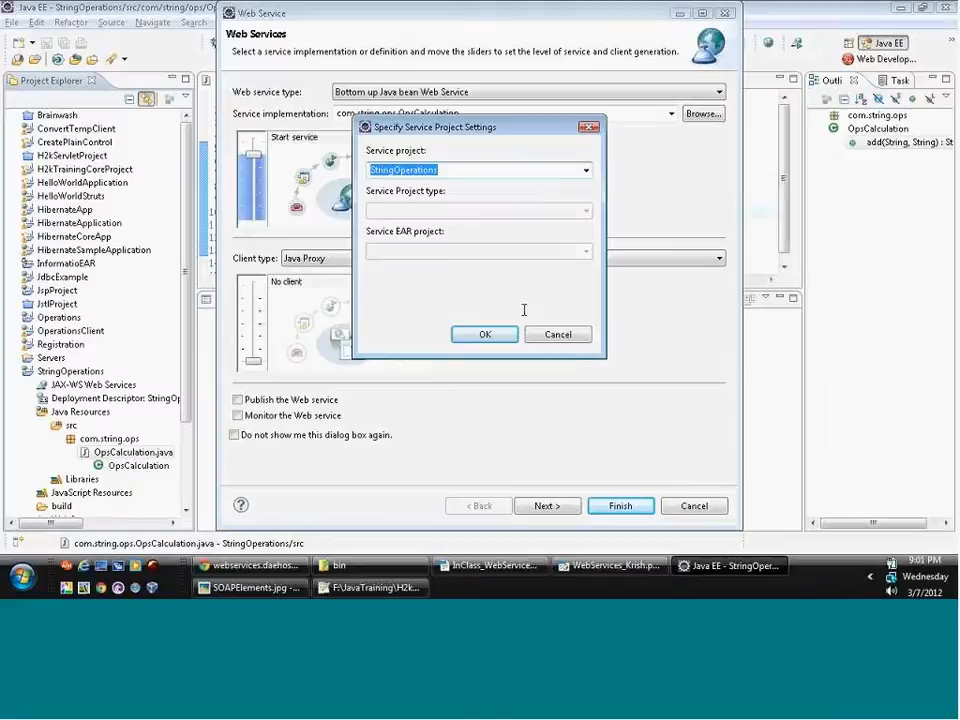 Java EE - StringOperations/src/com/string/ops/Op
File Edit Refactor Source Navigate Search
Java EE
Web Develop...
Project Explorer
Brainwash
ConvertTempClient
CreatePlainControl
H2kServletProject
H2kTrainingCoreProject
HelloWorldApplication
HelloWorldStruts
HibernateApp
HibernateApplication
HibernateCoreApp
HibernateSampleApplication
InformatioEAR
JdbcExample
JspProject
JstlProject
Operations
OperationsClient
Registration
Servers
StringOperations
JAX-WS Web Services
Deployment Descriptor: StringOp
Java Resources
src
com.string.ops
OpsCalculation.java
OpsCalculation
Libraries
JavaScript Resources
build
Web Service
Web Services
Select a service implementation or definition and move the sliders to set the level of service and client generation.
Web service type: Bottom up Java bean Web Service
Service implementation: com.string.ops.OpsCalculation Browse...
Start service
Client type: Java Proxy
No client
Publish the Web service
Monitor the Web service
Do not show me this dialog box again.
? < Back Next > Finish Cancel
Specify Service Project Settings
Service project:
StringOperations
Service Project type:
Service EAR project:
OK Cancel
Outli Task
com.string.ops
OpsCalculation
add(String, String) : St
com.string.ops.OpsCalculation.java - StringOperations/src
webservices.daehos... bin InClass_WebService... WebServices_Krish.p... Java EE - StringOper... 9:01 PM
Wednesday
SOAPElements.jpg -... F:\JavaTraining\H2k... 3/7/2012